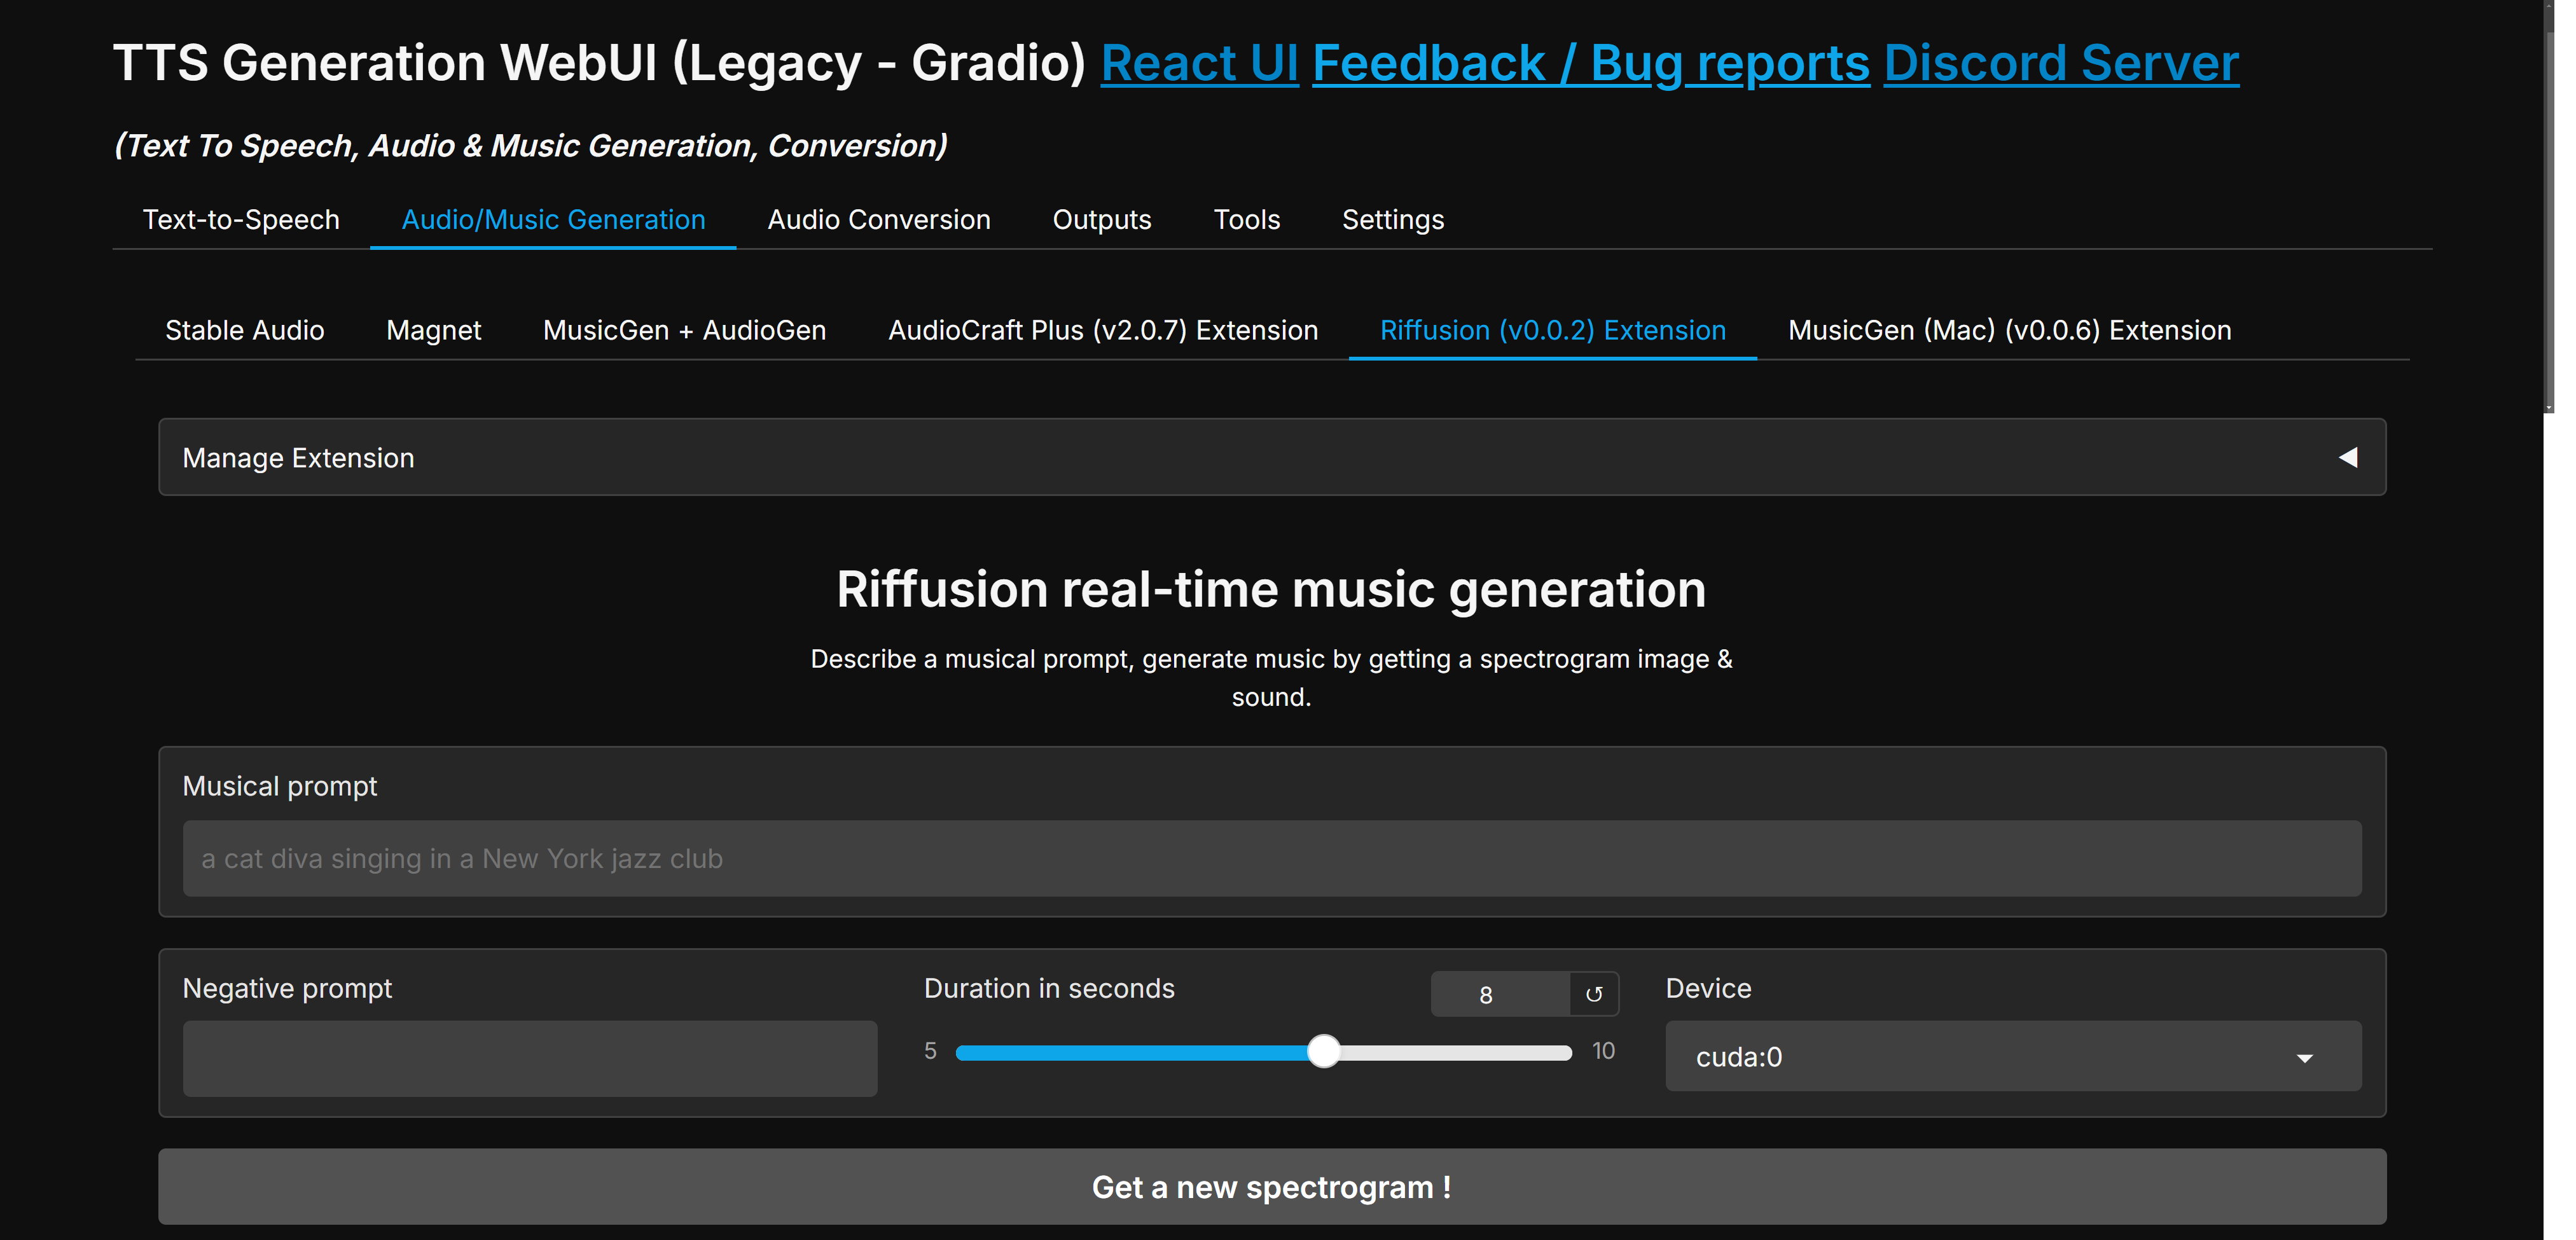 TTS Generation WebUI (Legacy - Gradio) React UI Feedback / Bug reports Discord Server
(Text To Speech, Audio & Music Generation, Conversion)
Text-to-Speech Audio/Music Generation Audio Conversion Outputs Tools Settings
Stable Audio Magnet MusicGen + AudioGen AudioCraft Plus (v2.0.7) Extension Riffusion (v0.0.2) Extension MusicGen (Mac) (v0.0.6) Extension
Manage Extension
Riffusion real-time music generation
Describe a musical prompt, generate music by getting a spectrogram image &
sound.
Musical prompt
a cat diva singing in a New York jazz club
Negative prompt Duration in seconds 8 Device
5 10 cuda:0
Get a new spectrogram !